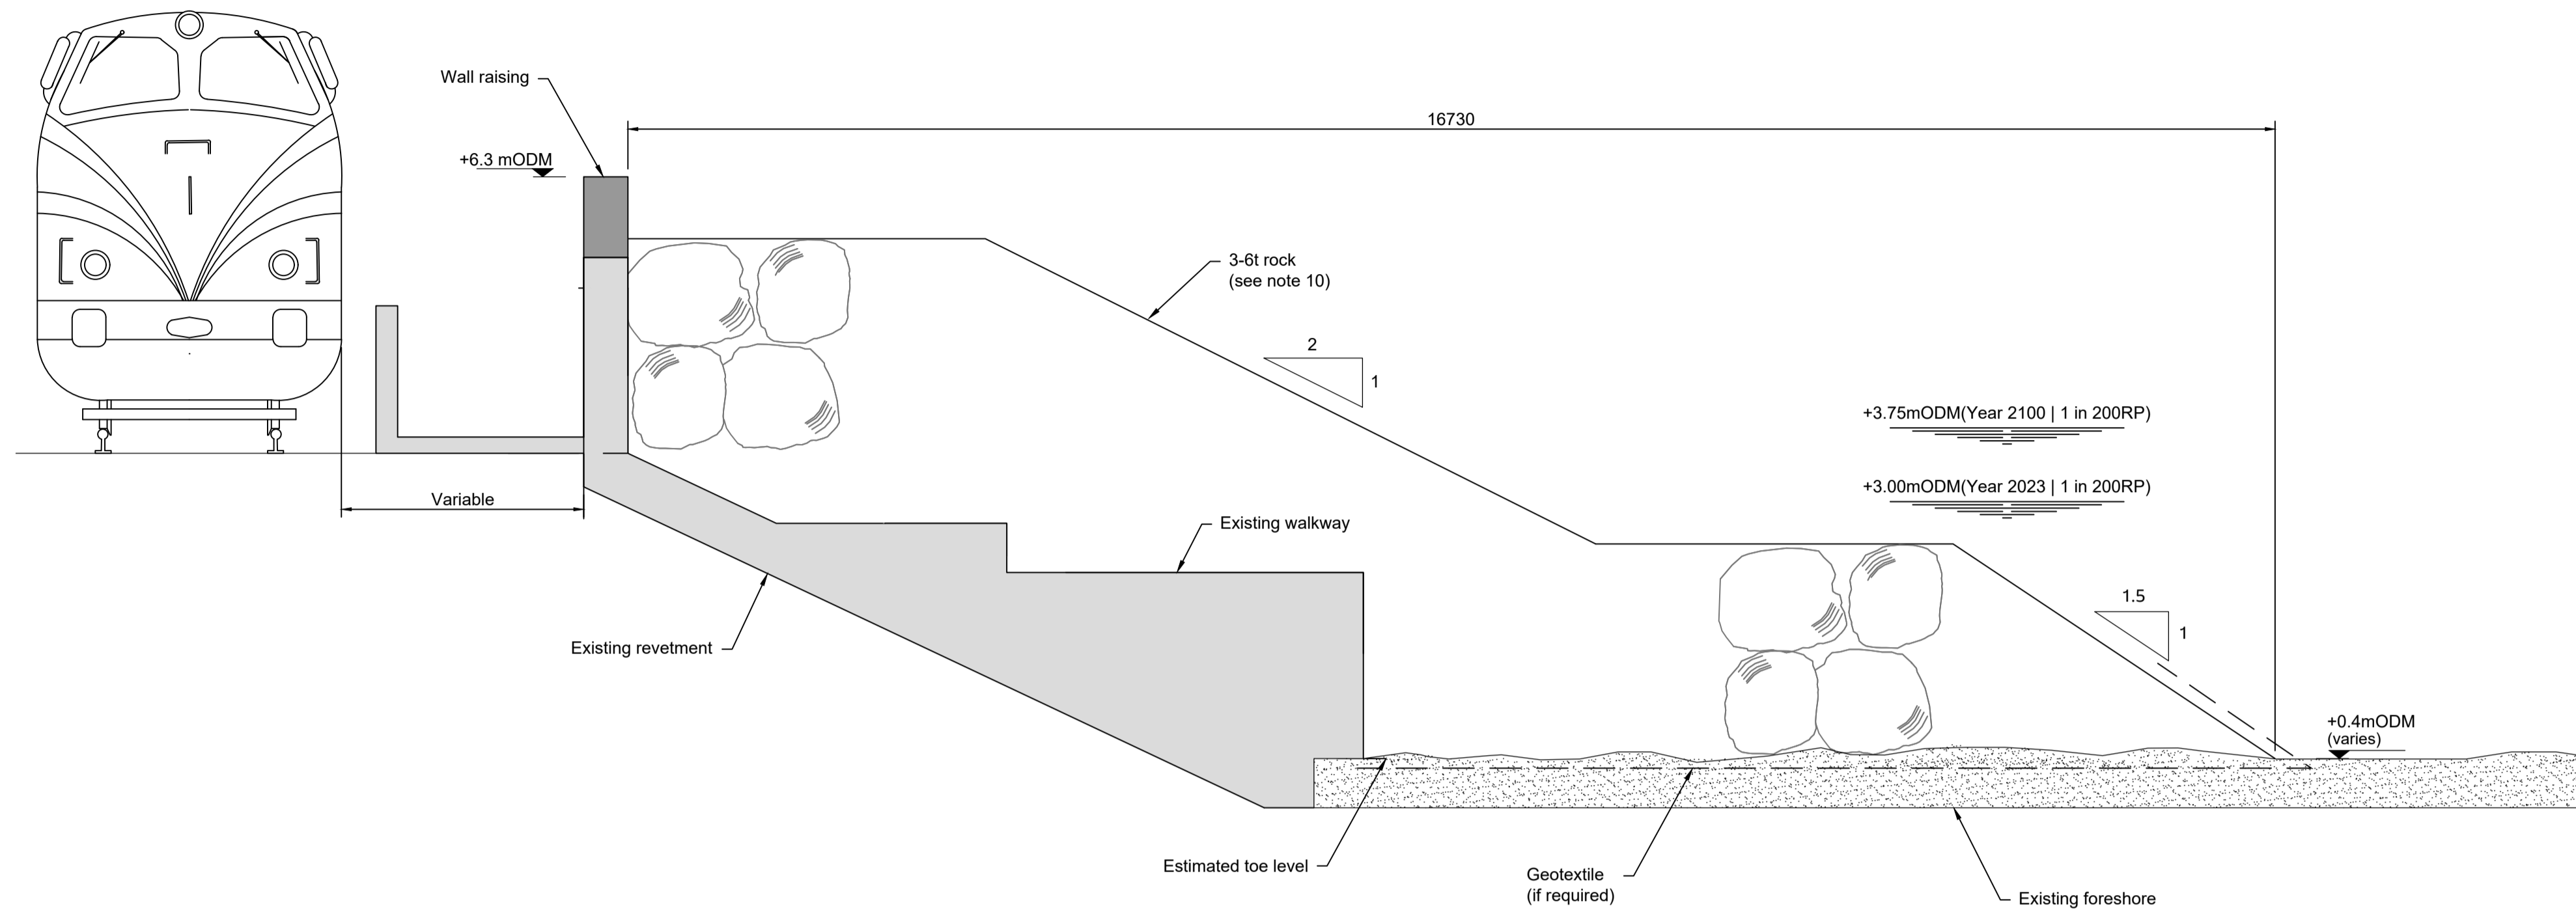 Wall raising
16730
+6.3 mODM
3-6t rock
(see note 10)
2
1
+3.75mODM(Year 2100 | 1 in 200RP)
+3.00mODM(Year 2023 | 1 in 200RP)
Variable
Existing walkway
1.5
1
Existing revetment
+0.4mODM
(varies)
Estimated toe level
Geotextile
(if required)
Existing foreshore